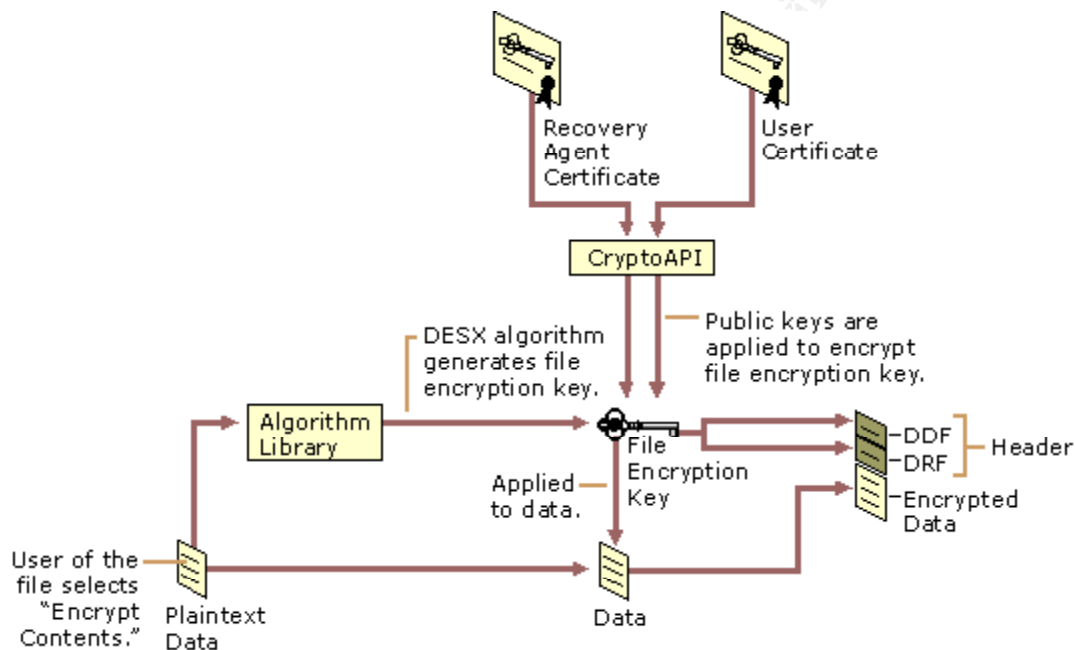 Recovery
Agent
Certificate
User
Certificate
CryptoAPI
DESX algorithm
generates file
encryption key.
Public keys are
applied to encrypt
file encryption key.
Algorithm
Library
File
Encryption
Key
DDF
DRF
Header
Encrypted
Data
Applied
to data.
User of the
file selects
“Encrypt
Contents.”
Plaintext
Data
Data